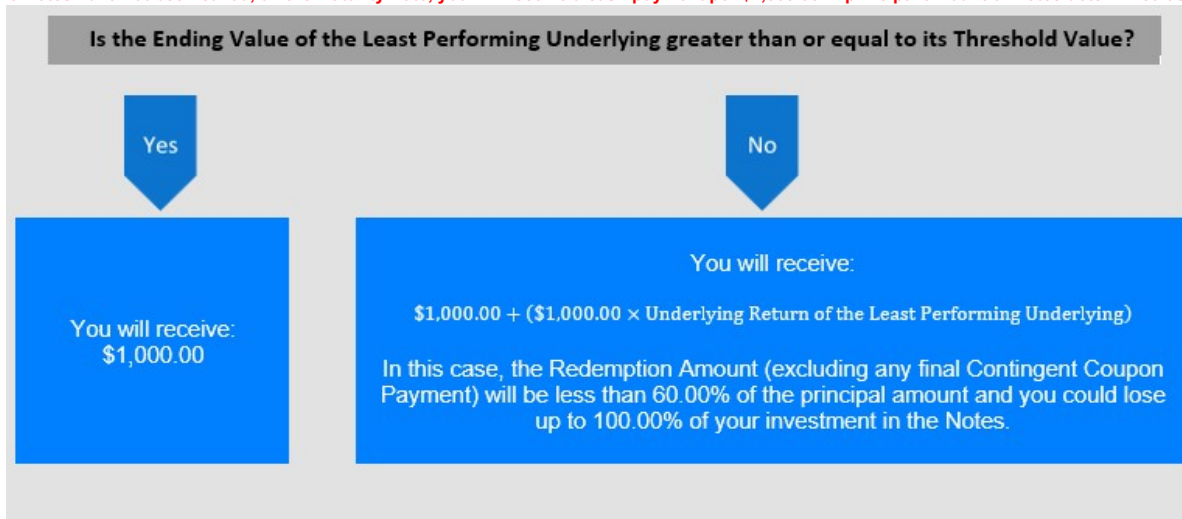 Is the Ending Value of the Least Performing Underlying greater than or equal to its Threshold Value?
Yes
No
You will receive:
$1,000.00
You will receive:
$1,000.00 + ($1,000.00 × Underlying Return of the Least Performing Underlying)
In this case, the Redemption Amount (excluding any final Contingent Coupon
Payment) will be less than 60.00% of the principal amount and you could lose
up to 100.00% of your investment in the Notes.